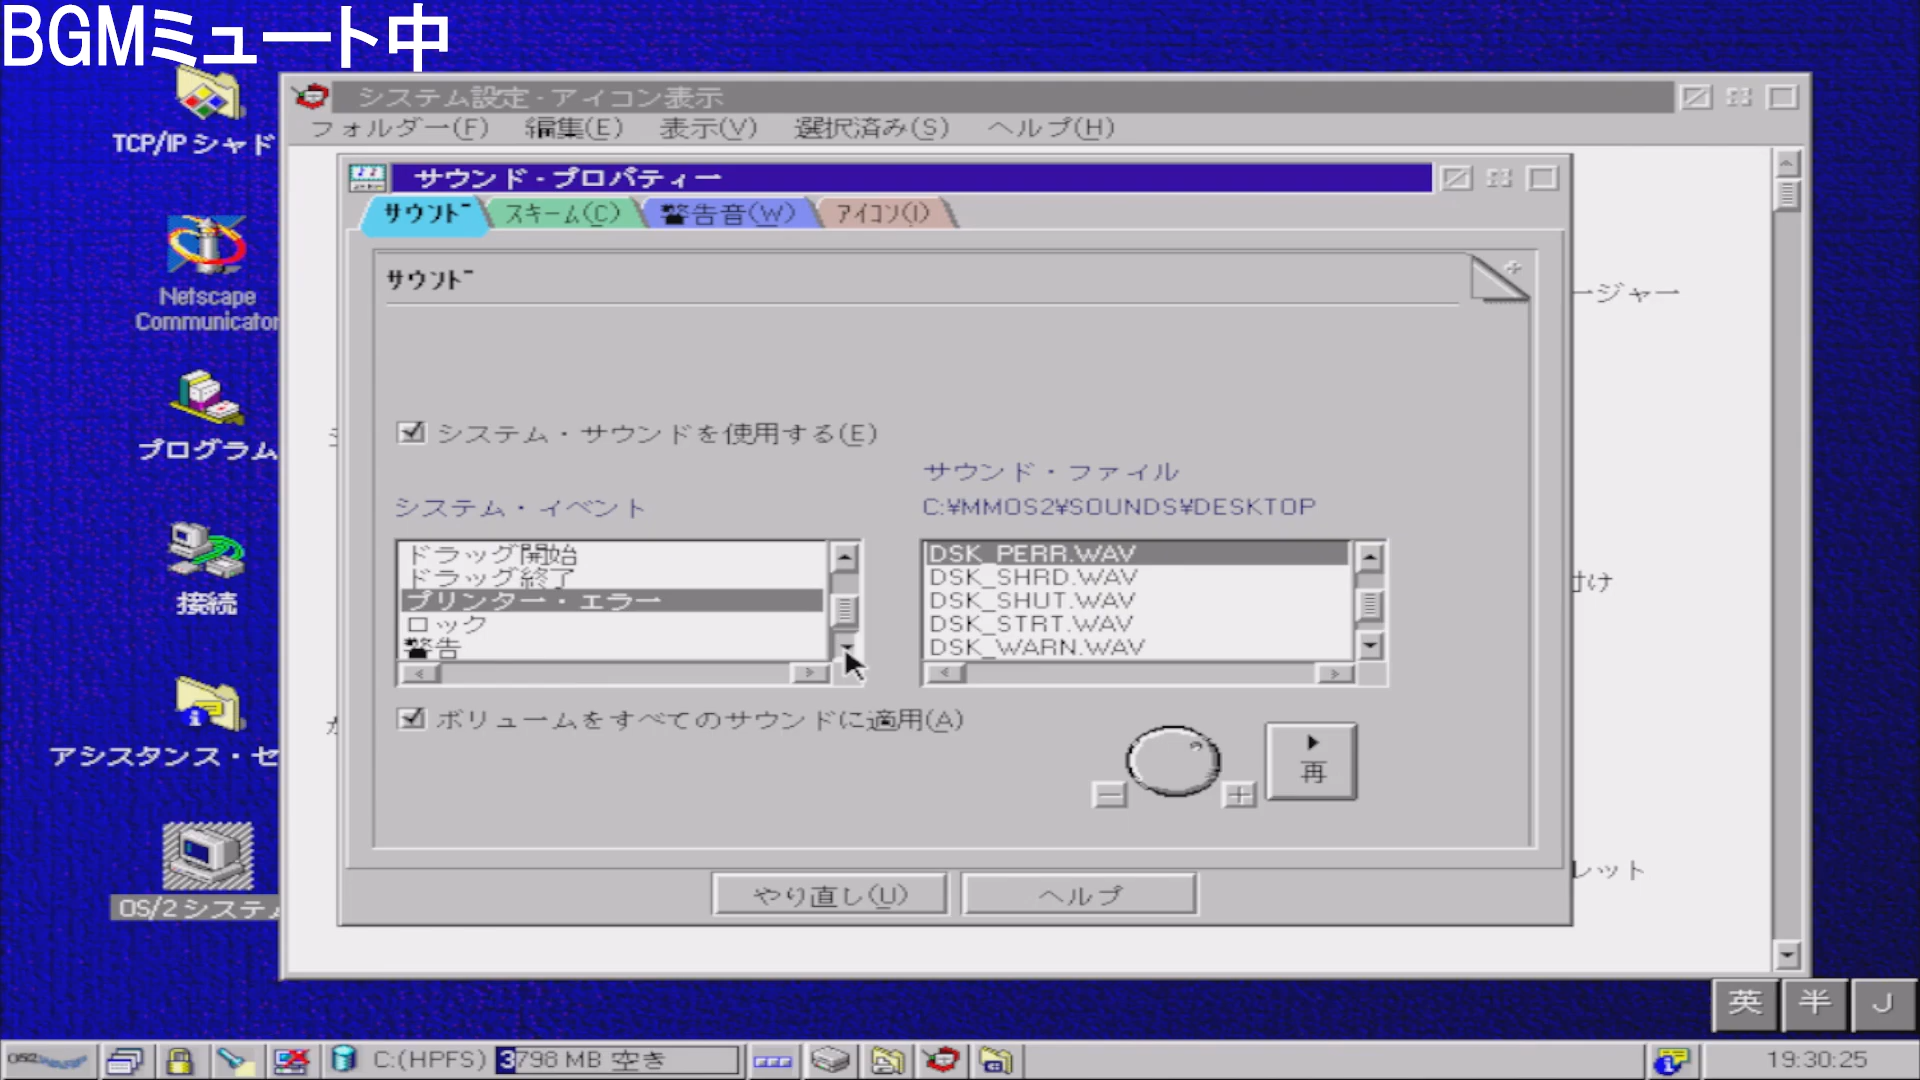 BGMミュート中
TCP/IP シャド
Netscape
Communicator
プログラム
接続
アシスタンス・セ
OS/2 システム
システム設定 - アイコン表示
フォルダー(F) 編集(E) 表示(V) 選択済み(S) ヘルプ(H)
サウンド - プロパティー
ｻｳﾝﾄﾞ ｽｷｰﾑ(C) 警告音(W) ｱｲｺﾝ(I)
ｻｳﾝﾄﾞ
ージャー
システム・サウンドを使用する(E)
サウンド・ファイル
システム・イベント
C:¥MMOS2¥SOUNDS¥DESKTOP
ドラッグ開始
ドラッグ終了
プリンター・エラー
ロック
警告
DSK_PERR.WAV
DSK_SHRD.WAV
DSK_SHUT.WAV
DSK_STRT.WAV
DSK_WARN.WAV
付け
ボリュームをすべてのサウンドに適用(A)
再
レット
やり直し(U)
ヘルプ
英 半 J
C:(HPFS) 3798 MB 空き
19:30:25